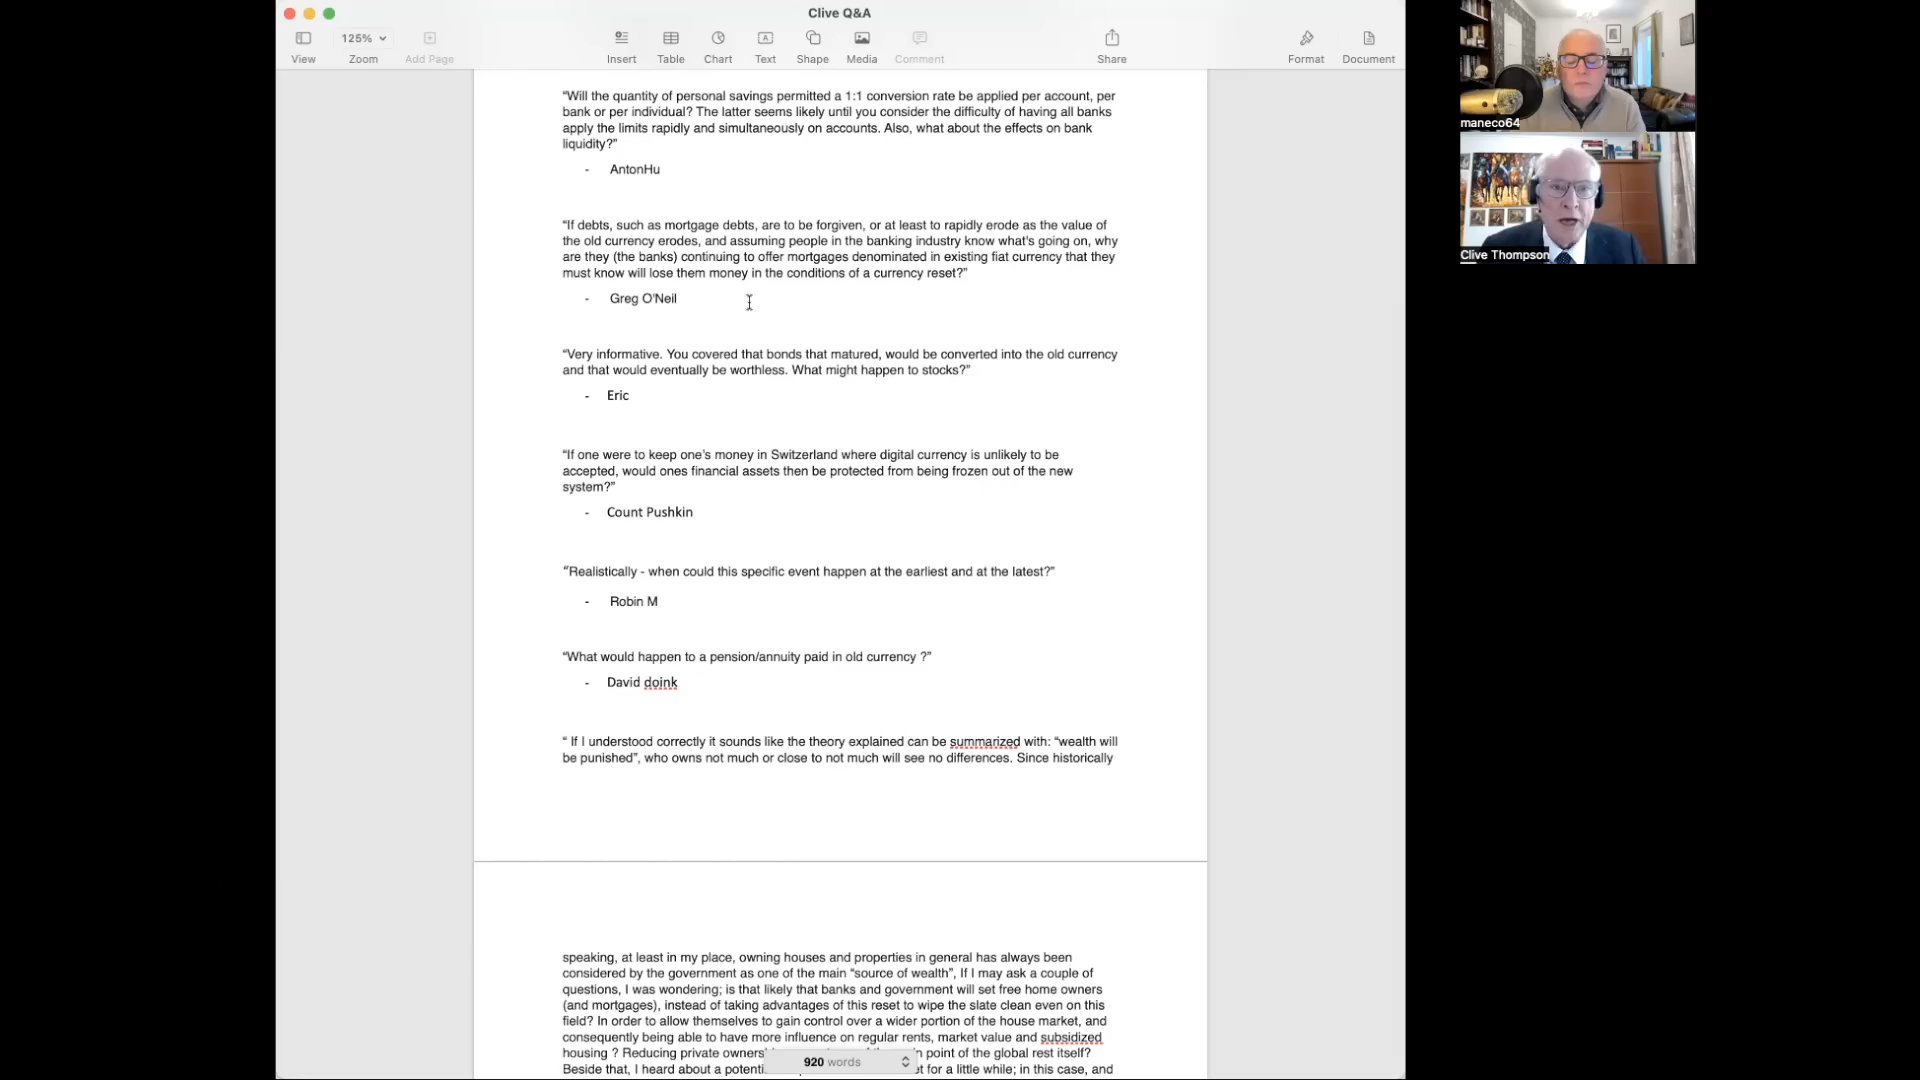 Clive Q&A
125%
View
Zoom
Add Page
Insert
Table
Chart
Text
Shape
Media
Comment
Share
Format
Document
“Will the quantity of personal savings permitted a 1:1 conversion rate be applied per account, per
bank or per individual? The latter seems likely until you consider the difficulty of having all banks
apply the limits rapidly and simultaneously on accounts. Also, what about the effects on bank
liquidity?”
- AntonHu
“If debts, such as mortgage debts, are to be forgiven, or at least to rapidly erode as the value of
the old currency erodes, and assuming people in the banking industry know what's going on, why
are they (the banks) continuing to offer mortgages denominated in existing fiat currency that they
must know will lose them money in the conditions of a currency reset?”
- Greg O'Neil
“Very informative. You covered that bonds that matured, would be converted into the old currency
and that would eventually be worthless. What might happen to stocks?”
- Eric
“If one were to keep one’s money in Switzerland where digital currency is unlikely to be
accepted, would ones financial assets then be protected from being frozen out of the new
system?”
- Count Pushkin
“Realistically - when could this specific event happen at the earliest and at the latest?”
- Robin M
“What would happen to a pension/annuity paid in old currency ?”
- David doink
“ If I understood correctly it sounds like the theory explained can be summarized with: “wealth will
be punished”, who owns not much or close to not much will see no differences. Since historically
speaking, at least in my place, owning houses and properties in general has always been
considered by the government as one of the main “source of wealth”, If I may ask a couple of
questions, I was wondering; is that likely that banks and government will set free home owners
(and mortgages), instead of taking advantages of this reset to wipe the slate clean even on this
field? In order to allow themselves to gain control over a wider portion of the house market, and
consequently being able to have more influence on regular rents, market value and subsidized
housing ? Reducing private point of the global rest itself?
Beside that, I heard about a for a little while; in this case, and
920 words
maneco64
Clive Thompson